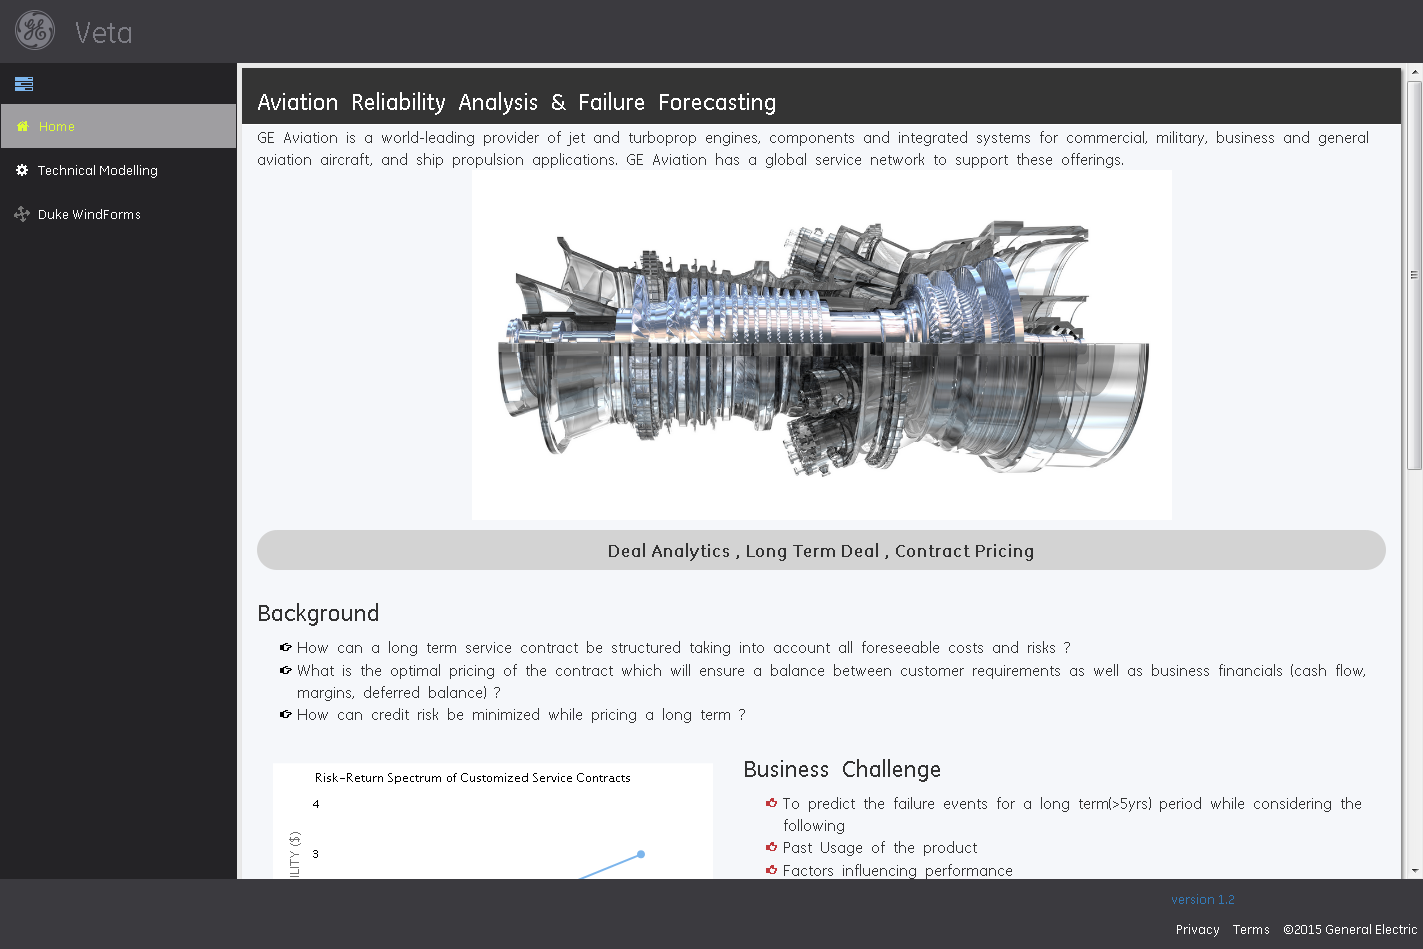 Veta
Home
Technical Modelling
Duke WindForms
Aviation Reliability Analysis & Failure Forecasting
GE Aviation is a world-leading provider of jet and turboprop engines, components and integrated systems for commercial, military, business and general
aviation aircraft, and ship propulsion applications. GE Aviation has a global service network to support these offerings.
Deal Analytics , Long Term Deal , Contract Pricing
Background
How can a long term service contract be structured taking into account all foreseeable costs and risks ?
What is the optimal pricing of the contract which will ensure a balance between customer requirements as well as business financials (cash flow,
margins, deferred balance) ?
How can credit risk be minimized while pricing a long term ?
Risk-Return Spectrum of Customized Service Contracts
4
3
ILITY ($)
Business Challenge
To predict the failure events for a long term(>5yrs) period while considering the
following
Past Usage of the product
Factors influencing performance
version 1.2
Privacy Terms ©2015 General Electric